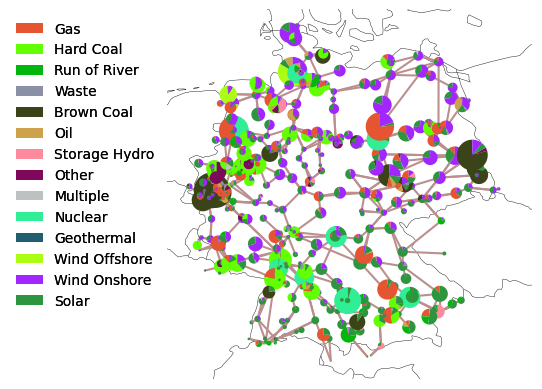 Gas
Hard Coal
Run of River
Waste
Brown Coal
Oil
Storage Hydro
Other
Multiple
Nuclear
Geothermal
Wind Offshore
Wind Onshore
Solar